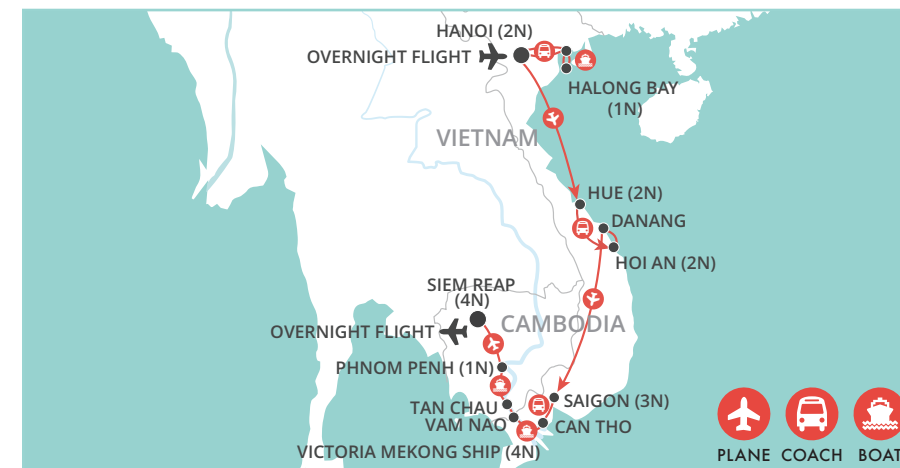 HANOI (2N)
OVERNIGHT FLIGHT
HALONG BAY
(1N)
VIETNAM
HUE (2N)
DANANG
HOI AN (2N)
SIEM REAP
(4N)
CAMBODIA
OVERNIGHT FLIGHT
PHNOM PENH (1N)
SAIGON (3N)
TAN CHAU
VAM NAO
CAN THO
VICTORIA MEKONG SHIP (4N)
PLANE COACH BOAT